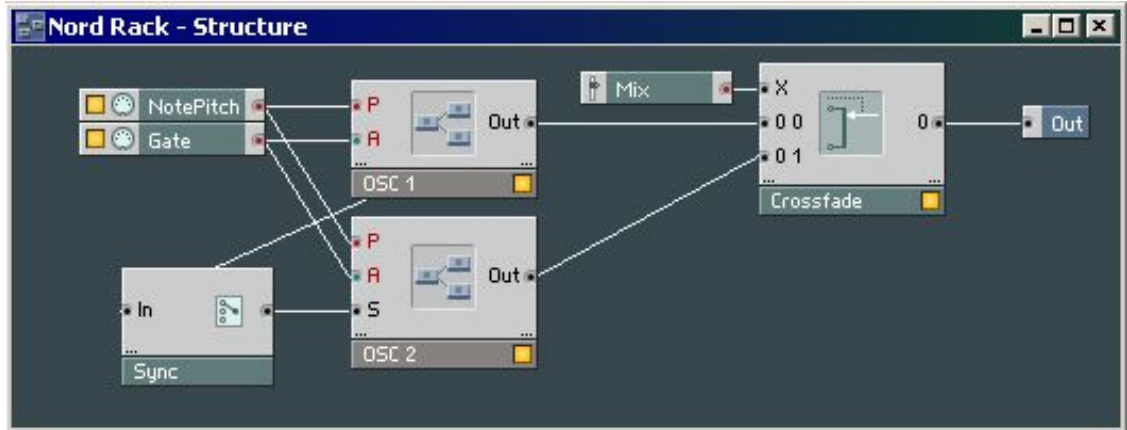 Nord Rack - Structure
NotePitch
Gate
P
A
Out
...
...
OSC 1
Mix
X
0 0
0 1
0
...
...
Crossfade
Out
P
A
S
Out
...
...
OSC 2
In
...
Sync